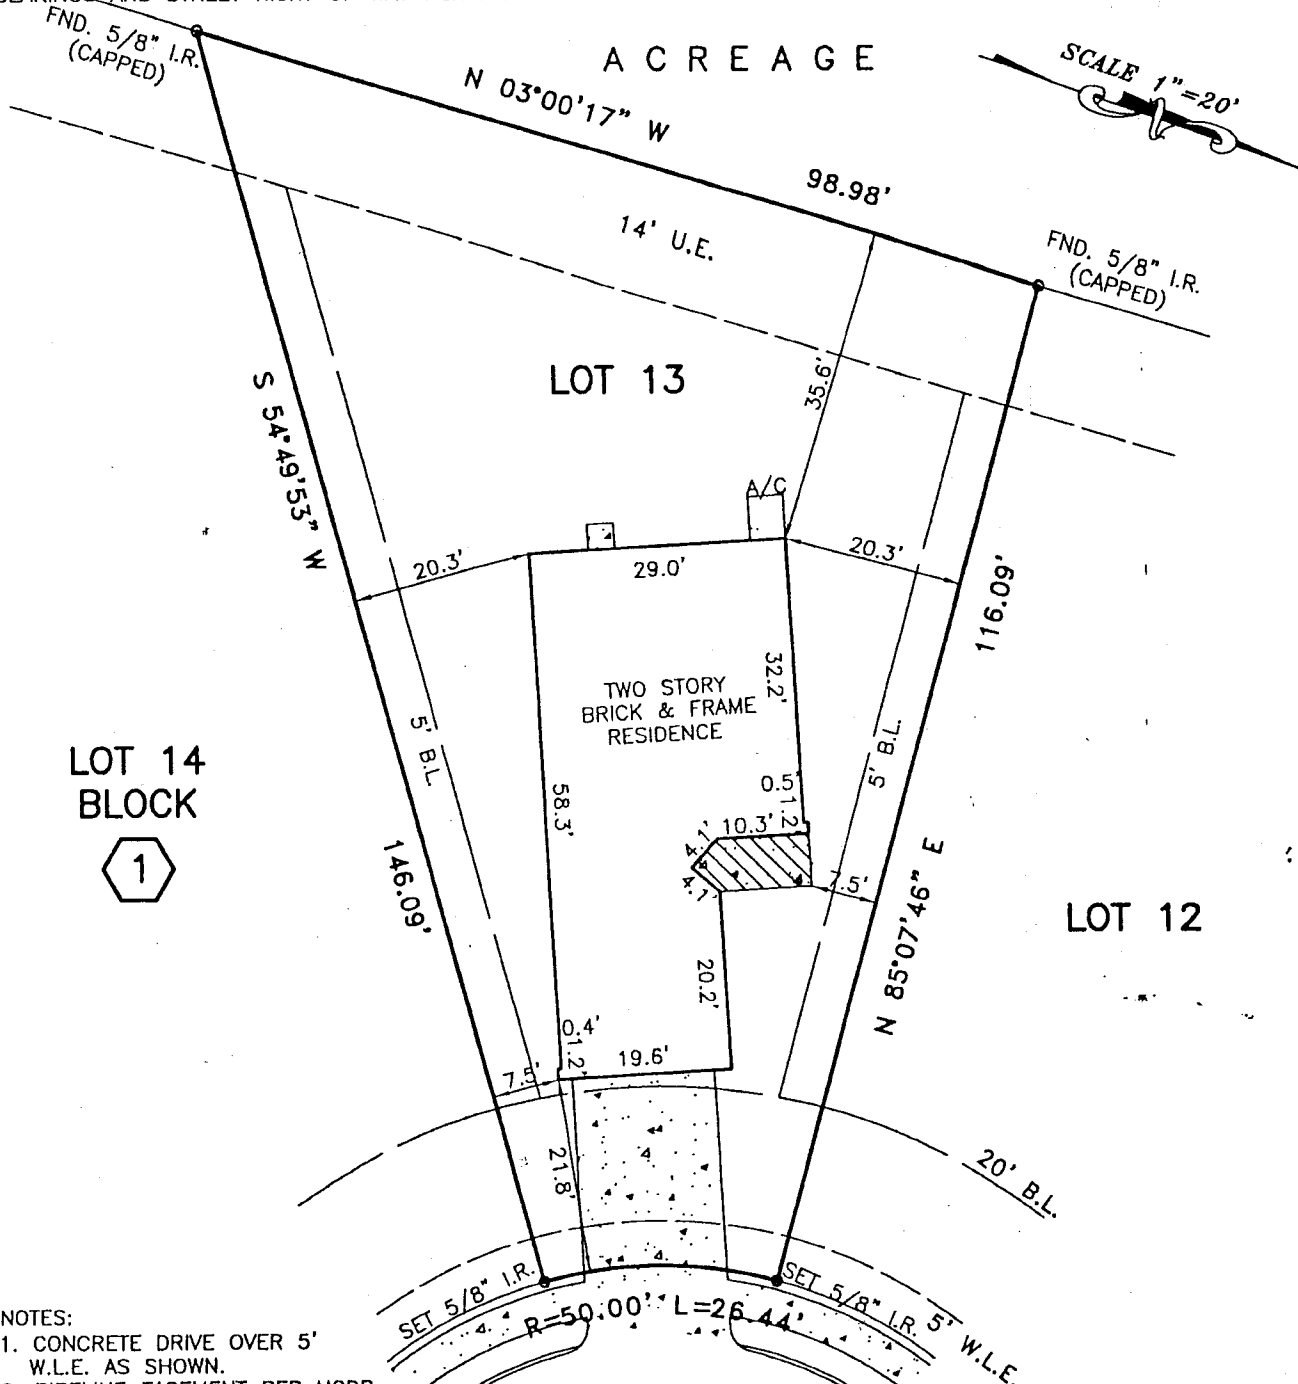 FND. 5/8" I.R.
(CAPPED)
ACREAGE
SCALE 1"=20'
N 03°00'17" W
98.98'
14' U.E.
FND. 5/8" I.R.
(CAPPED)
LOT 13
35.6'
S 54°49'53" W
A/C
20.3'
29.0'
20.3'
116.09'
32.2'
TWO STORY
BRICK & FRAME
RESIDENCE
5' B.L.
5' B.L.
LOT 14
BLOCK
1
58.3'
0.5'
1.2'
10.3'
4.1'
4.1'
7.5'
146.09'
N 85°07'46" E
LOT 12
20.2'
0.4'
1.2'
19.6'
7.5'
21.8'
20' B.L.
SET 5/8" I.R.
R=50.00' L=26.44'
SET 5/8" I.R.
5' W.L.E.
NOTES:
1. CONCRETE DRIVE OVER 5'
W.L.E. AS SHOWN.